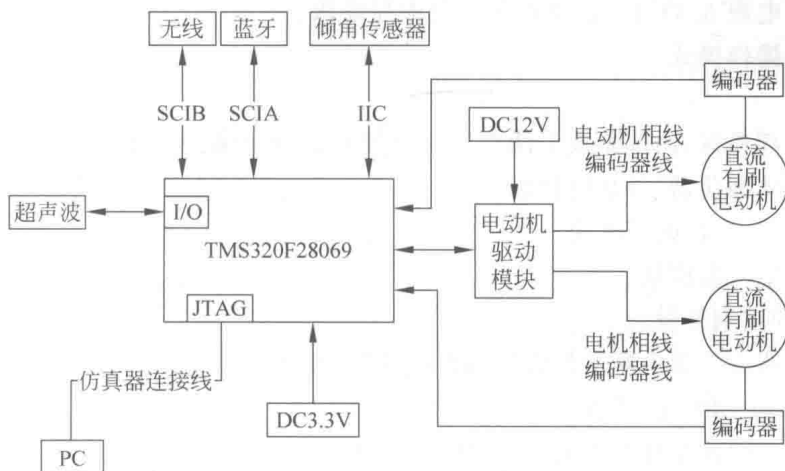 无线
蓝牙
倾角传感器
SCIB
SCIA
IIC
编码器
DC12V
电动机相线
编码器线
直流
有刷
电动机
超声波
I/O
TMS320F28069
电动机
驱动
模块
JTAG
直流
有刷
电动机
电机相线
编码器线
仿真器连接线
DC3.3V
编码器
PC